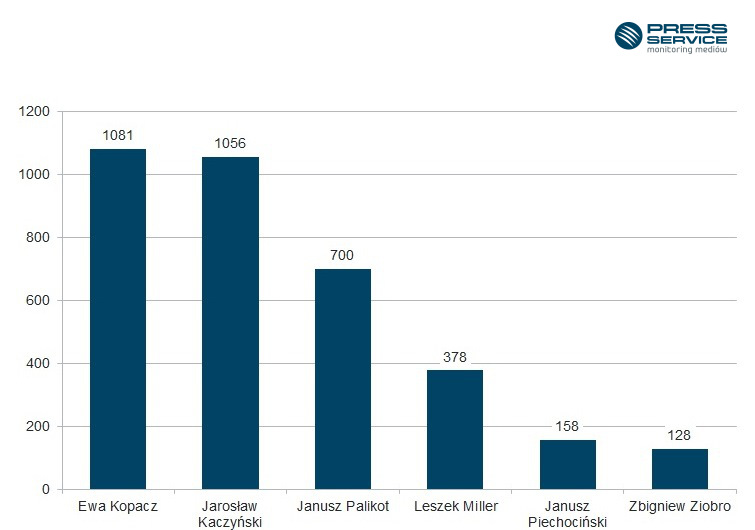 PRESS
SERVICE
monitoring mediów
1200
1000
800
600
400
200
0
1081
1056
700
378
158
128
Ewa Kopacz
Jarosław
Kaczyński
Janusz Palikot
Leszek Miller
Janusz
Piechociński
Zbigniew Ziobro